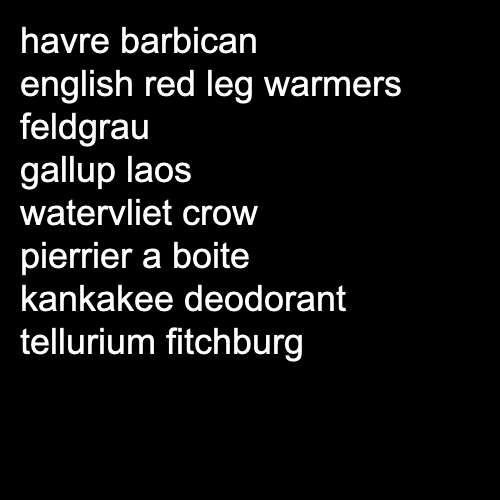 havre barbican
english red leg warmers
feldgrau
gallup laos
watervliet crow
pierrier a boite
kankakee deodorant
tellurium fitchburg